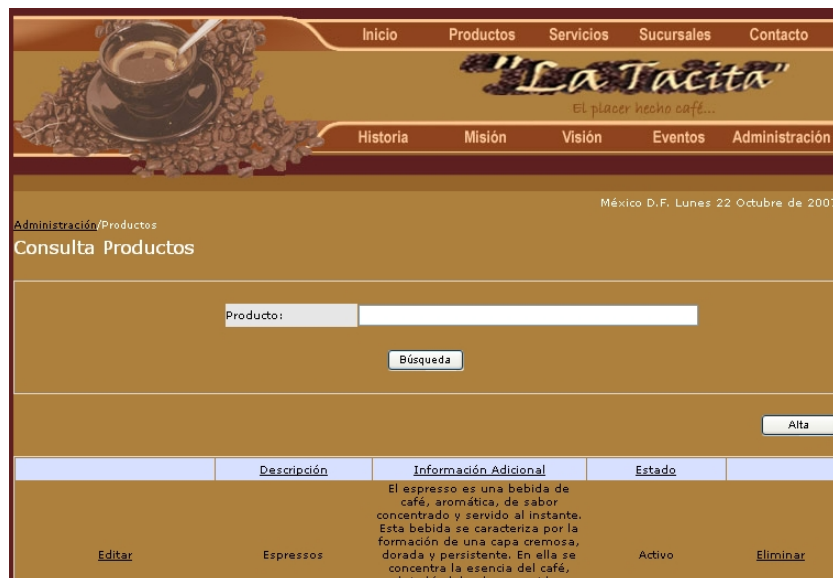 Inicio Productos Servicios Sucursales Contacto
"La Tacita"
El placer hecho café...
Historia Misión Visión Eventos Administración
México D.F. Lunes 22 Octubre de 2007
Administración/Productos
Consulta Productos
Producto:
Búsqueda
Alta
Descripción Información Adicional Estado
El espresso es una bebida de
café, aromática, de sabor
concentrado y servido al instante.
Esta bebida se caracteriza por la
formación de una capa cremosa,
Editar Espressos dorada y persistente. En ella se Activo Eliminar
concentra la esencia del café,